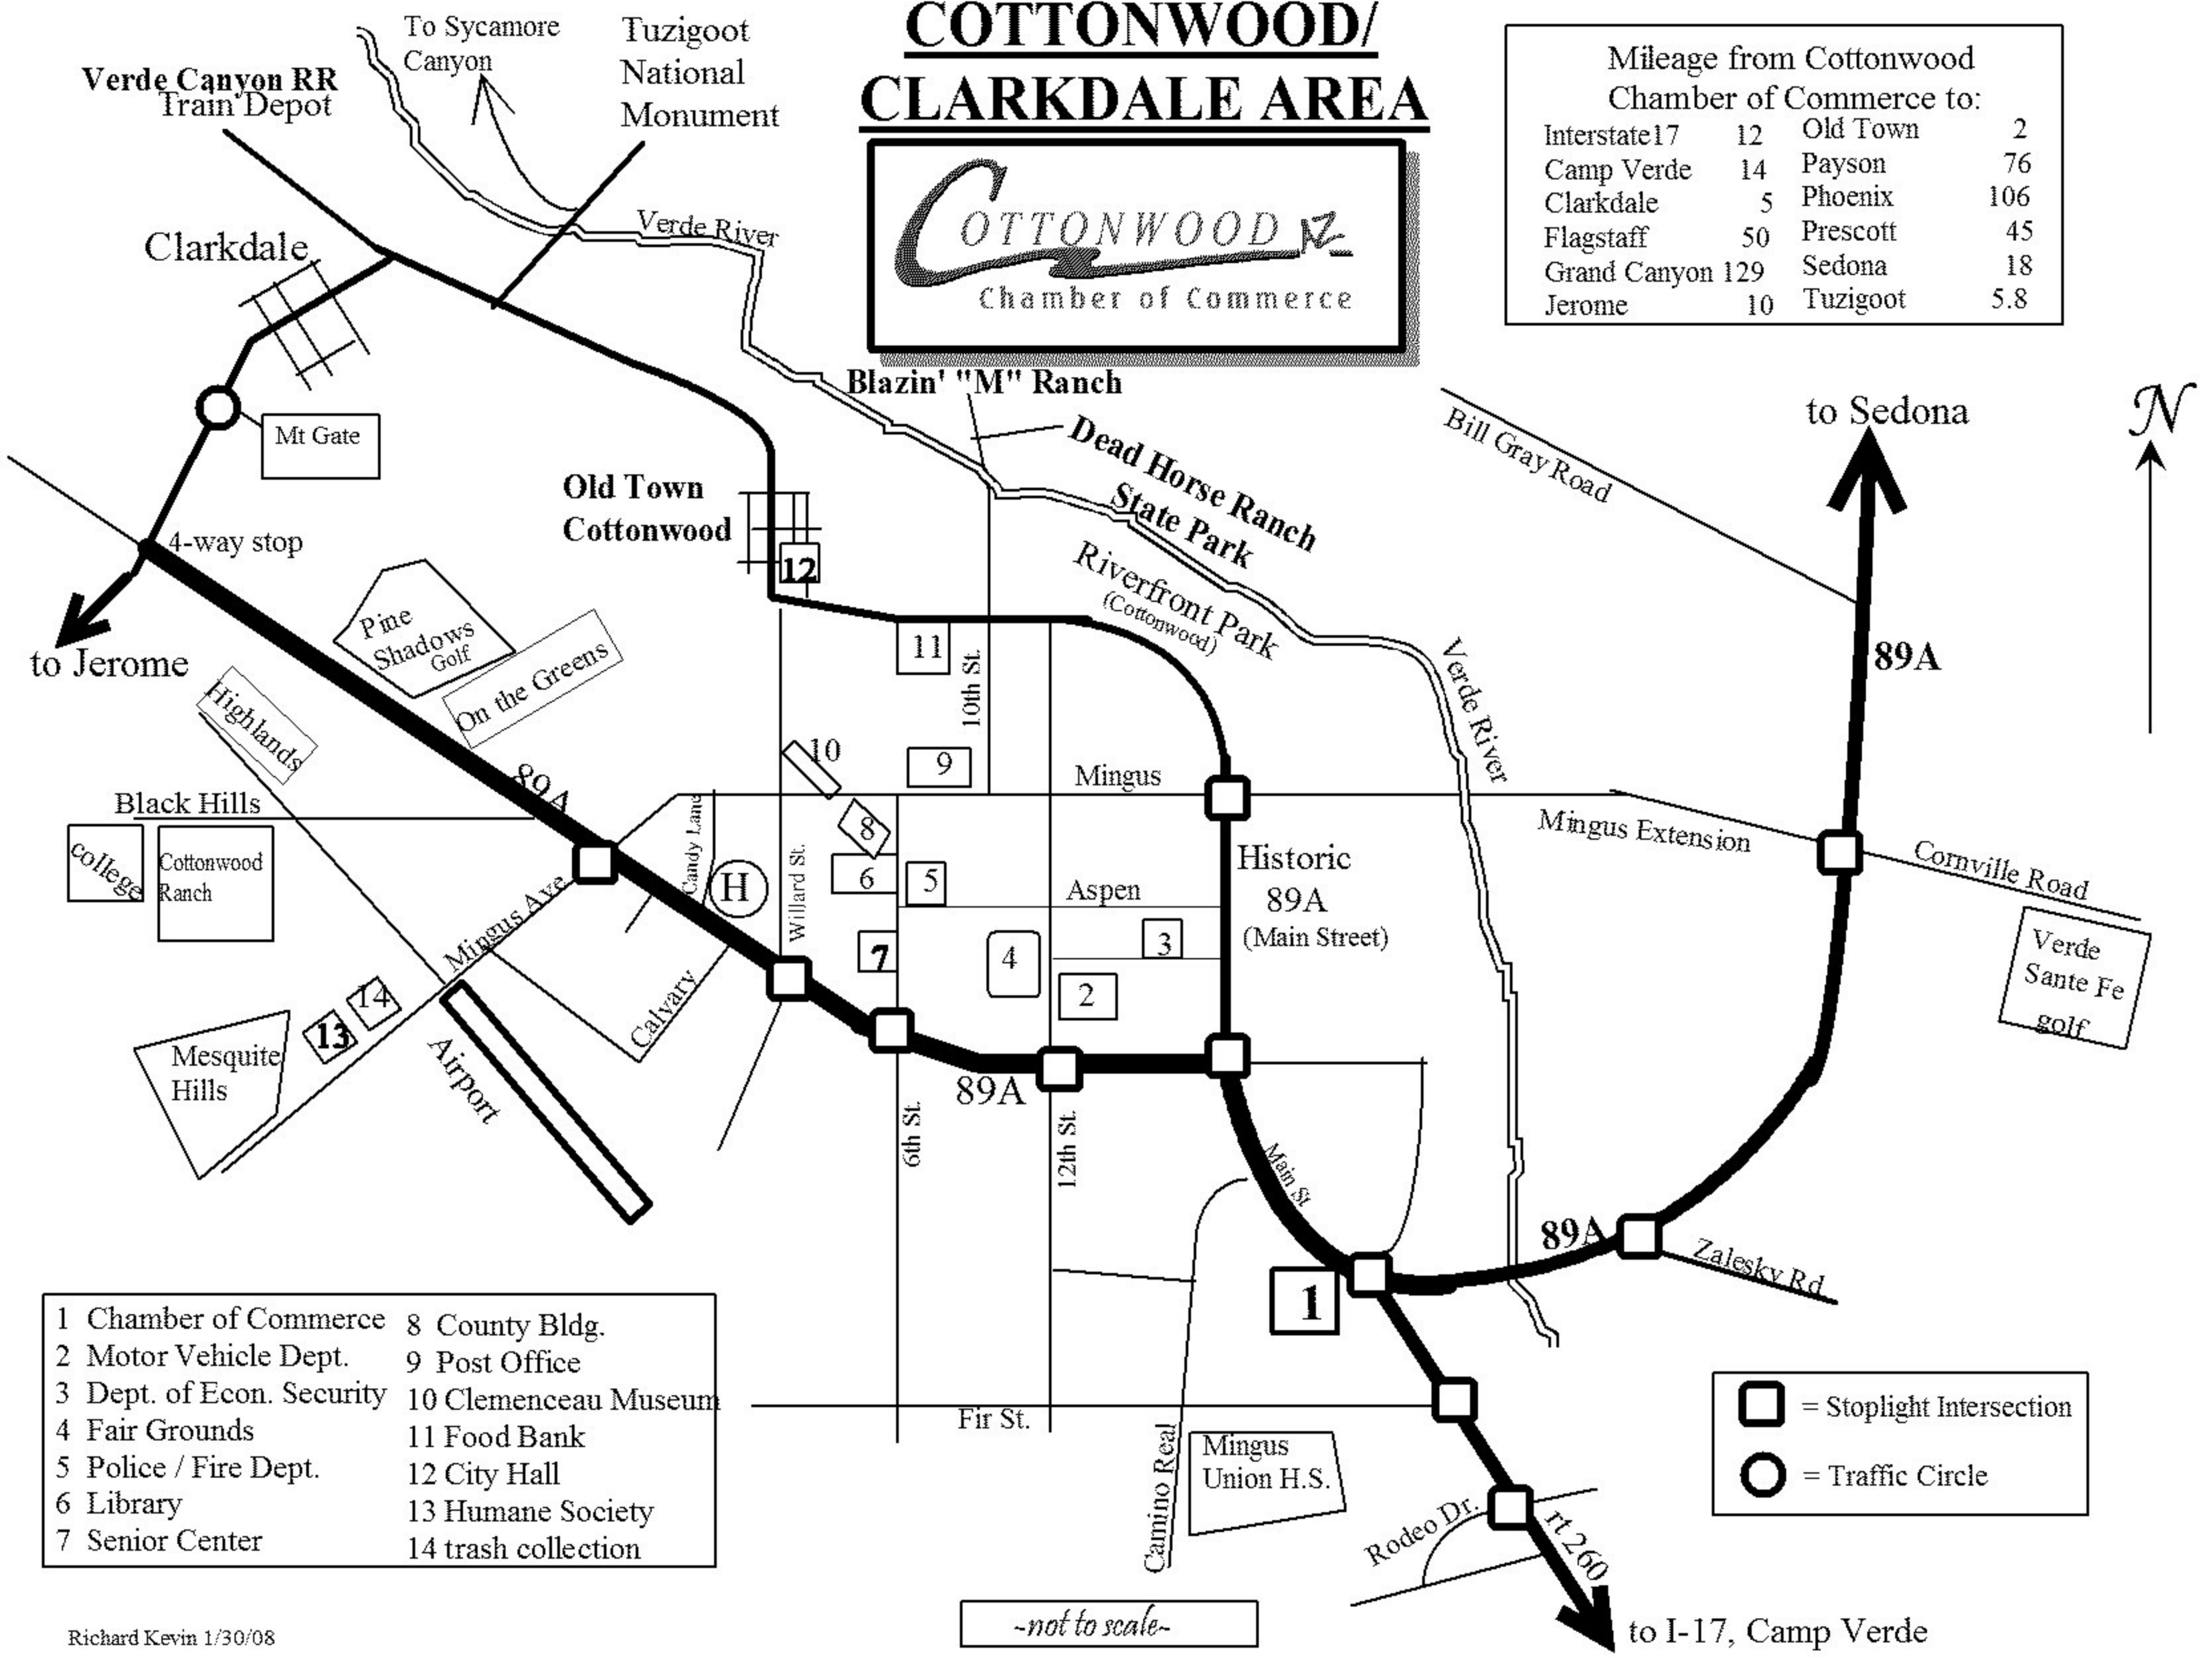 COTTONWOOD/
CLARKDALE AREA
COTTONWOOD AZ
Chamber of Commerce
Mileage from Cottonwood
Chamber of Commerce to:
Interstate17 12 Old Town 2
Camp Verde 14 Payson 76
Clarkdale 5 Phoenix 106
Flagstaff 50 Prescott 45
Grand Canyon 129 Sedona 18
Jerome 10 Tuzigoot 5.8
To Sycamore
Canyon
Tuzigoot
National
Monument
Verde Canyon RR
Train Depot
Verde River
Clarkdale
Mt Gate
Blazin' "M" Ranch
Dead Horse Ranch
State Park
Riverfront Park
(Cottonwood)
Bill Gray Road
to Sedona
N
Old Town
Cottonwood
12
4-way stop
to Jerome
Pine
Shadows
Golf
On the Greens
Highlands
11
10th St.
Verde River
89A
89A
10
9
Mingus
Mingus Extension
Cornville Road
Black Hills
college
Cottonwood
Ranch
Mingus Ave.
Candy Lane
H
Willard St.
8
6
5
Aspen
Historic
89A
(Main Street)
7
4
3
2
Verde
Sante Fe
golf
14
13
Mesquite
Hills
Airport
Calvary
89A
6th St.
12th St.
Main St
89A
Zalesky Rd
1
Fir St.
Camino Real
Mingus
Union H.S.
Rodeo Dr.
rt 260
to I-17, Camp Verde
1 Chamber of Commerce
2 Motor Vehicle Dept.
3 Dept. of Econ. Security
4 Fair Grounds
5 Police / Fire Dept.
6 Library
7 Senior Center
8 County Bldg.
9 Post Office
10 Clemenceau Museum
11 Food Bank
12 City Hall
13 Humane Society
14 trash collection
= Stoplight Intersection
= Traffic Circle
~not to scale~
Richard Kevin 1/30/08